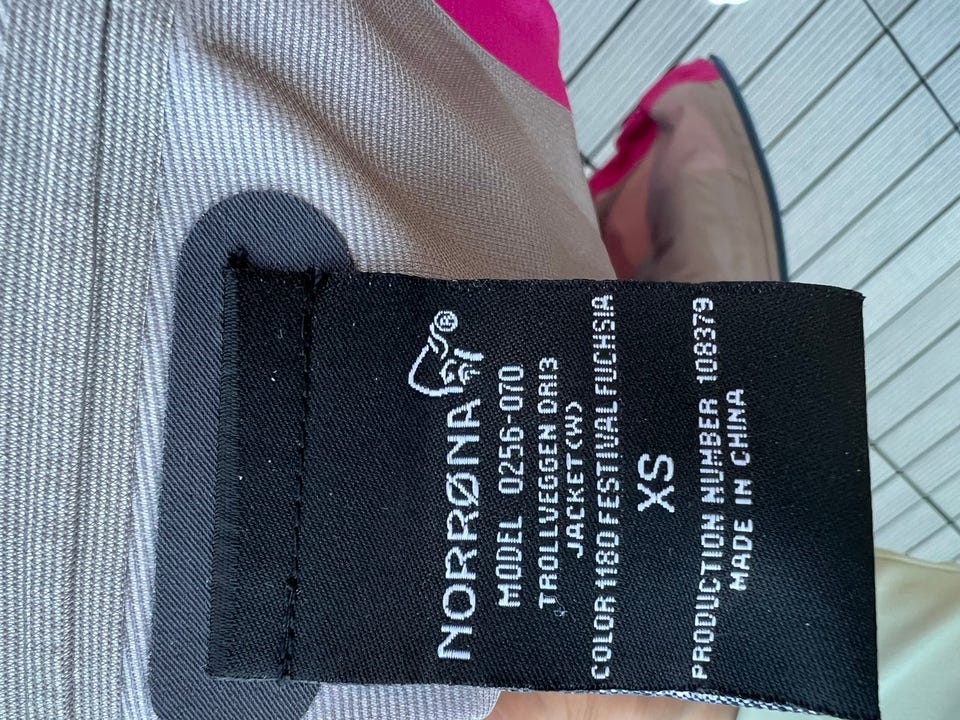 NORRØNA®
MODEL 0256-070
TROLLVEGGEN DRI3
JACKET(W)
COLOR 1180 FESTIVAL FUCHSIA
XS
PRODUCTION NUMBER 108379
MADE IN CHINA